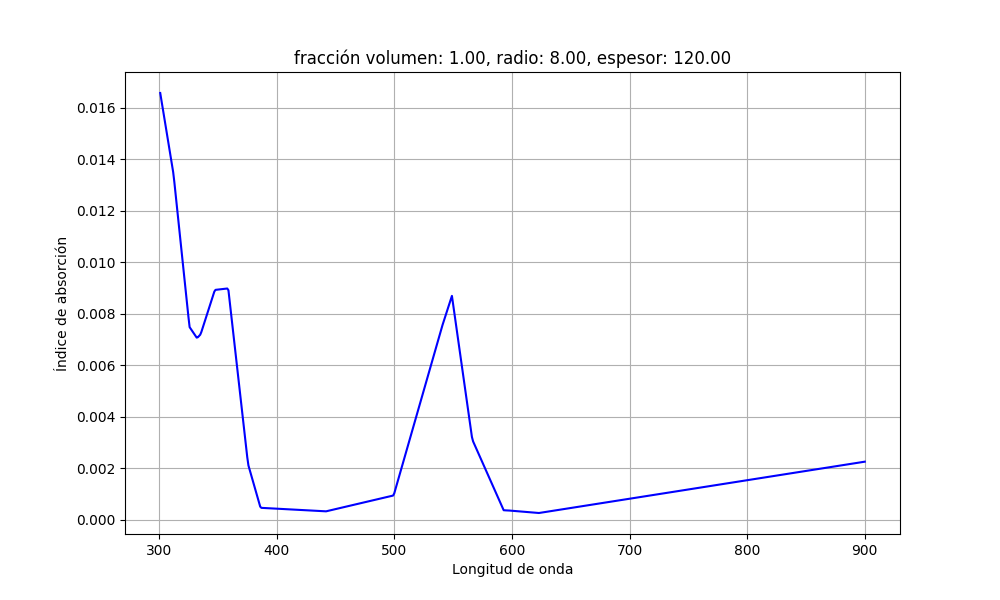 fracción volumen: 1.00, radio: 8.00, espesor: 120.00
Índice de absorción
0.016
0.014
0.012
0.010
0.008
0.006
0.004
0.002
0.000
300 400 500 600 700 800 900
Longitud de onda